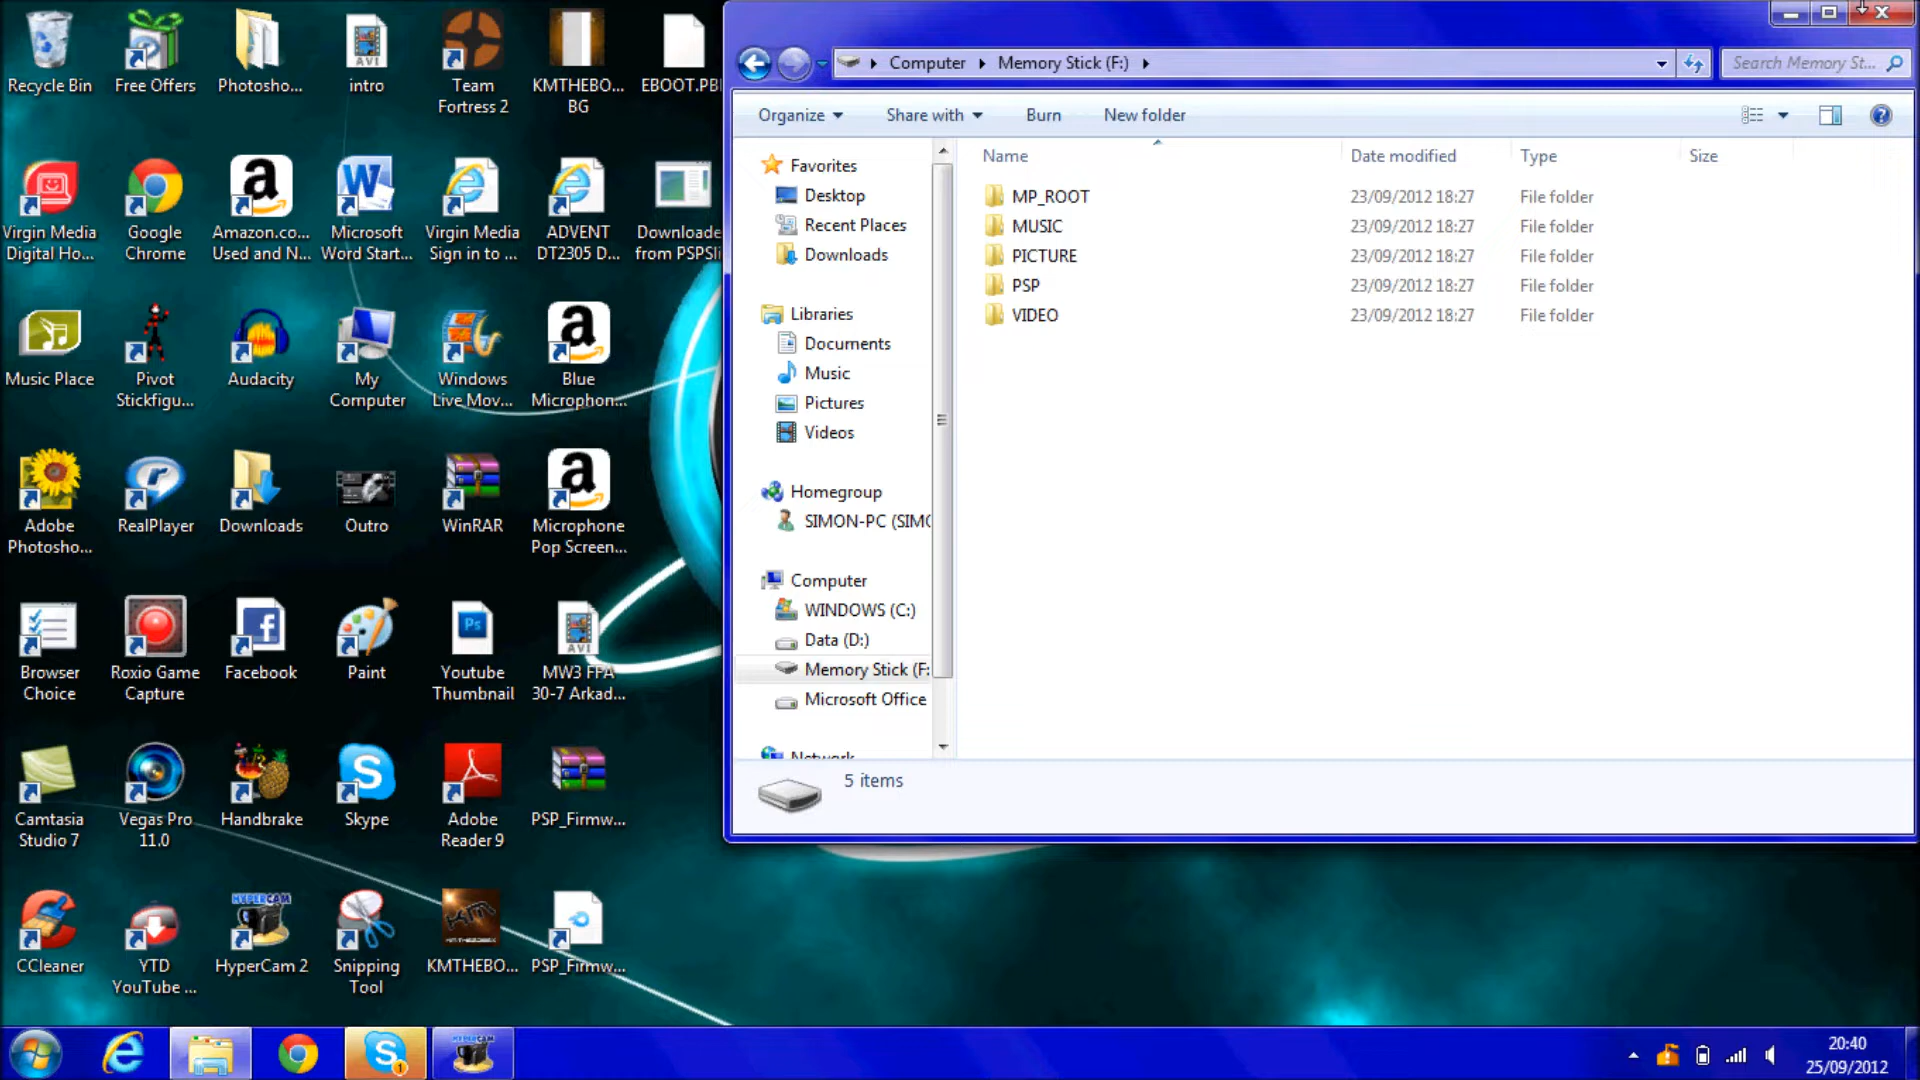 Recycle Bin
Free Offers
Photosho...
intro
Team
Fortress 2
KMTHEBO...
BG
EBOOT.PB
Virgin Media
Digital Ho...
Google
Chrome
Amazon.co...
Used and N...
Microsoft
Word Start...
Virgin Media
Sign in to ...
ADVENT
DT2305 D...
Downloade
from PSPSli
Music Place
Pivot
Stickfigu...
Audacity
My
Computer
Windows
Live Mov...
Blue
Microphon...
Adobe
Photosho...
RealPlayer
Downloads
Outro
WinRAR
Microphone
Pop Screen...
Browser
Choice
Roxio Game
Capture
Facebook
Paint
Youtube
Thumbnail
MW3 FFA
30-7 Arkad...
Camtasia
Studio 7
Vegas Pro
11.0
Handbrake
Skype
Adobe
Reader 9
PSP_Firmw...
CCleaner
YTD
YouTube ...
HyperCam 2
Snipping
Tool
KMTHEBO...
PSP_Firmw...
AVI
AVI
Ps
HYPERCAM
Computer
Memory Stick (F:)
Search Memory St...
Organize
Share with
Burn
New folder
Favorites
Desktop
Recent Places
Downloads
Libraries
Documents
Music
Pictures
Videos
Homegroup
SIMON-PC (SIMO
Computer
WINDOWS (C:)
Data (D:)
Memory Stick (F:
Microsoft Office
Network
Name
Date modified
Type
Size
MP_ROOT 23/09/2012 18:27 File folder
MUSIC 23/09/2012 18:27 File folder
PICTURE 23/09/2012 18:27 File folder
PSP 23/09/2012 18:27 File folder
VIDEO 23/09/2012 18:27 File folder
5 items
1
HYPERCAM
20:40
25/09/2012